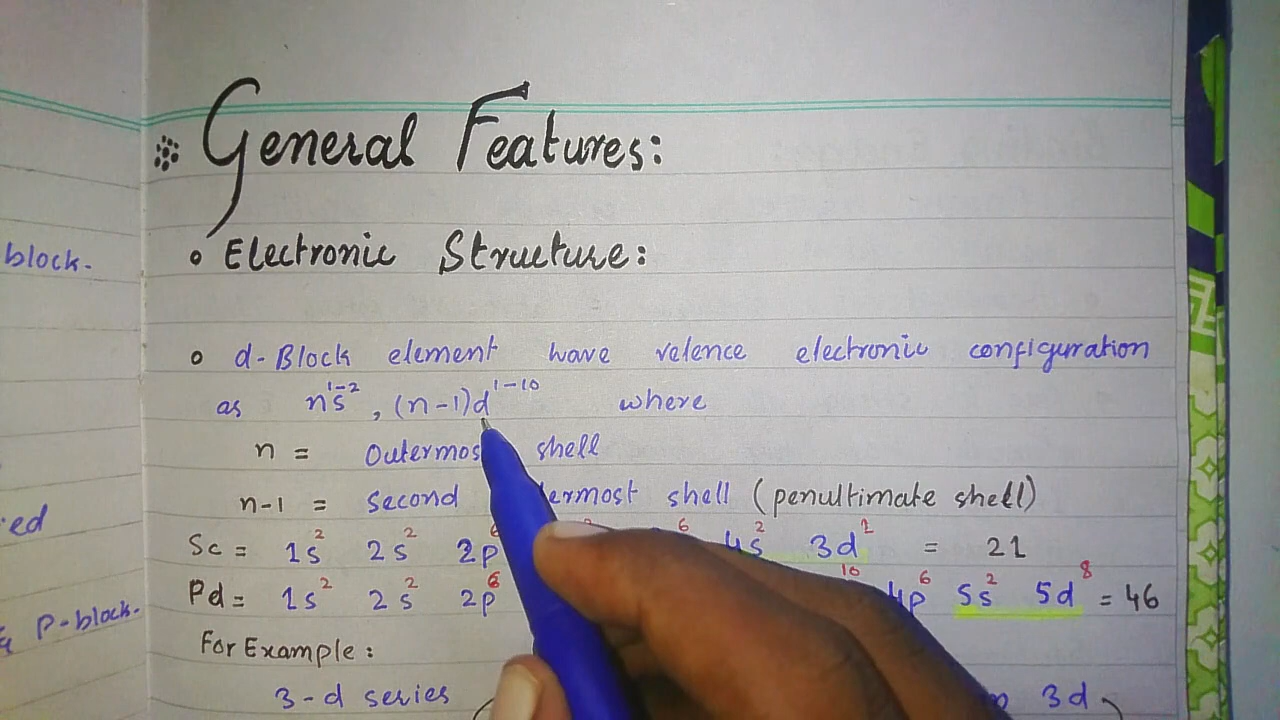 General Features:
block.
Electronic Structure:
d-Block element have velence electronic configuration
as ns¹⁻², (n-1)d¹⁻¹⁰ where
n = Outermos shell
n-1 = Second ermost shell (penultimate shell)
ed
Sc = 1s² 2s² 2p⁶ ² ⁶ 4s² 3d¹ = 21
Pd = 1s² 2s² 2p⁶ ¹⁰ 4p⁶ 5s² 5d⁸ = 46
& P-block.
For Example:
3-d series 3d